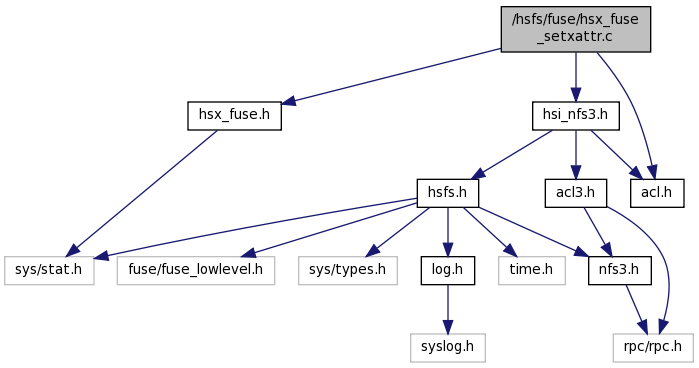 /hsfs/fuse/hsx_fuse
_setxattr.c
hsx_fuse.h
hsi_nfs3.h
hsfs.h
acl3.h
acl.h
sys/stat.h
fuse/fuse_lowlevel.h
sys/types.h
log.h
time.h
nfs3.h
syslog.h
rpc/rpc.h